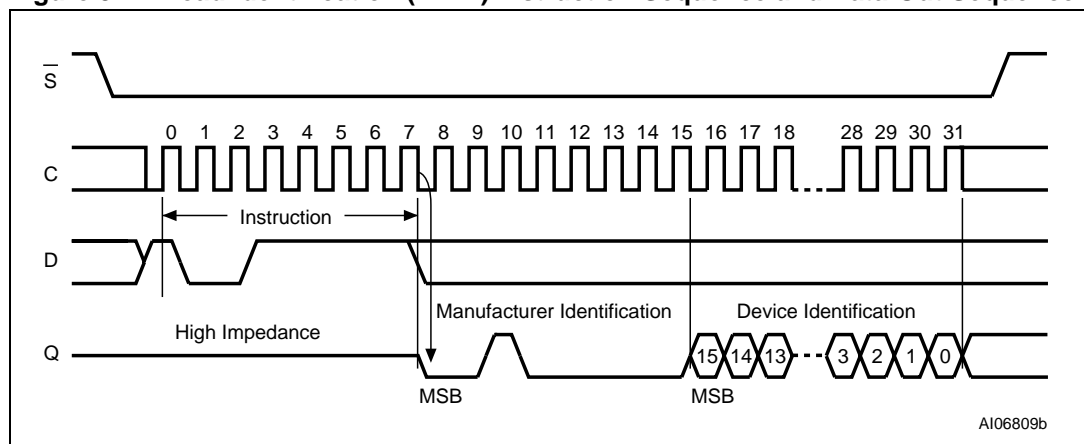 S
0 1 2 3 4 5 6 7 8 9 10 11 12 13 14 15 16 17 18 28 29 30 31
C
Instruction
D
Manufacturer Identification Device Identification
High Impedance
Q 15 14 13 3 2 1 0
MSB MSB
AI06809b